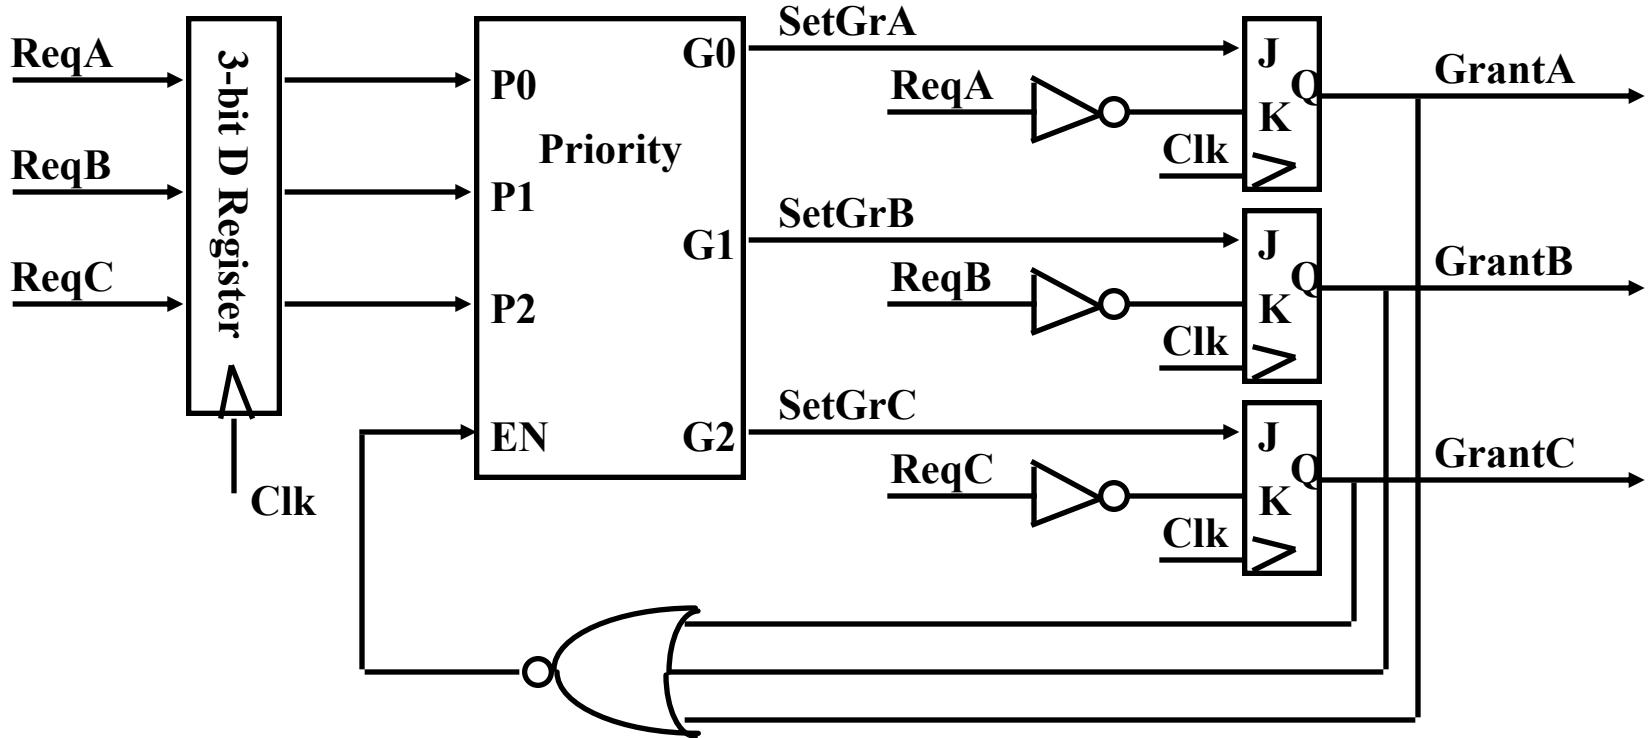 SetGrA
ReqA
3-bit D Register
G0
J
GrantA
P0
ReqA
Q
K
Priority
Clk
ReqB
P1
SetGrB
G1
J
GrantB
ReqC
ReqB
Q
P2
K
Clk
SetGrC
EN
G2
J
GrantC
ReqC
Q
Clk
K
Clk